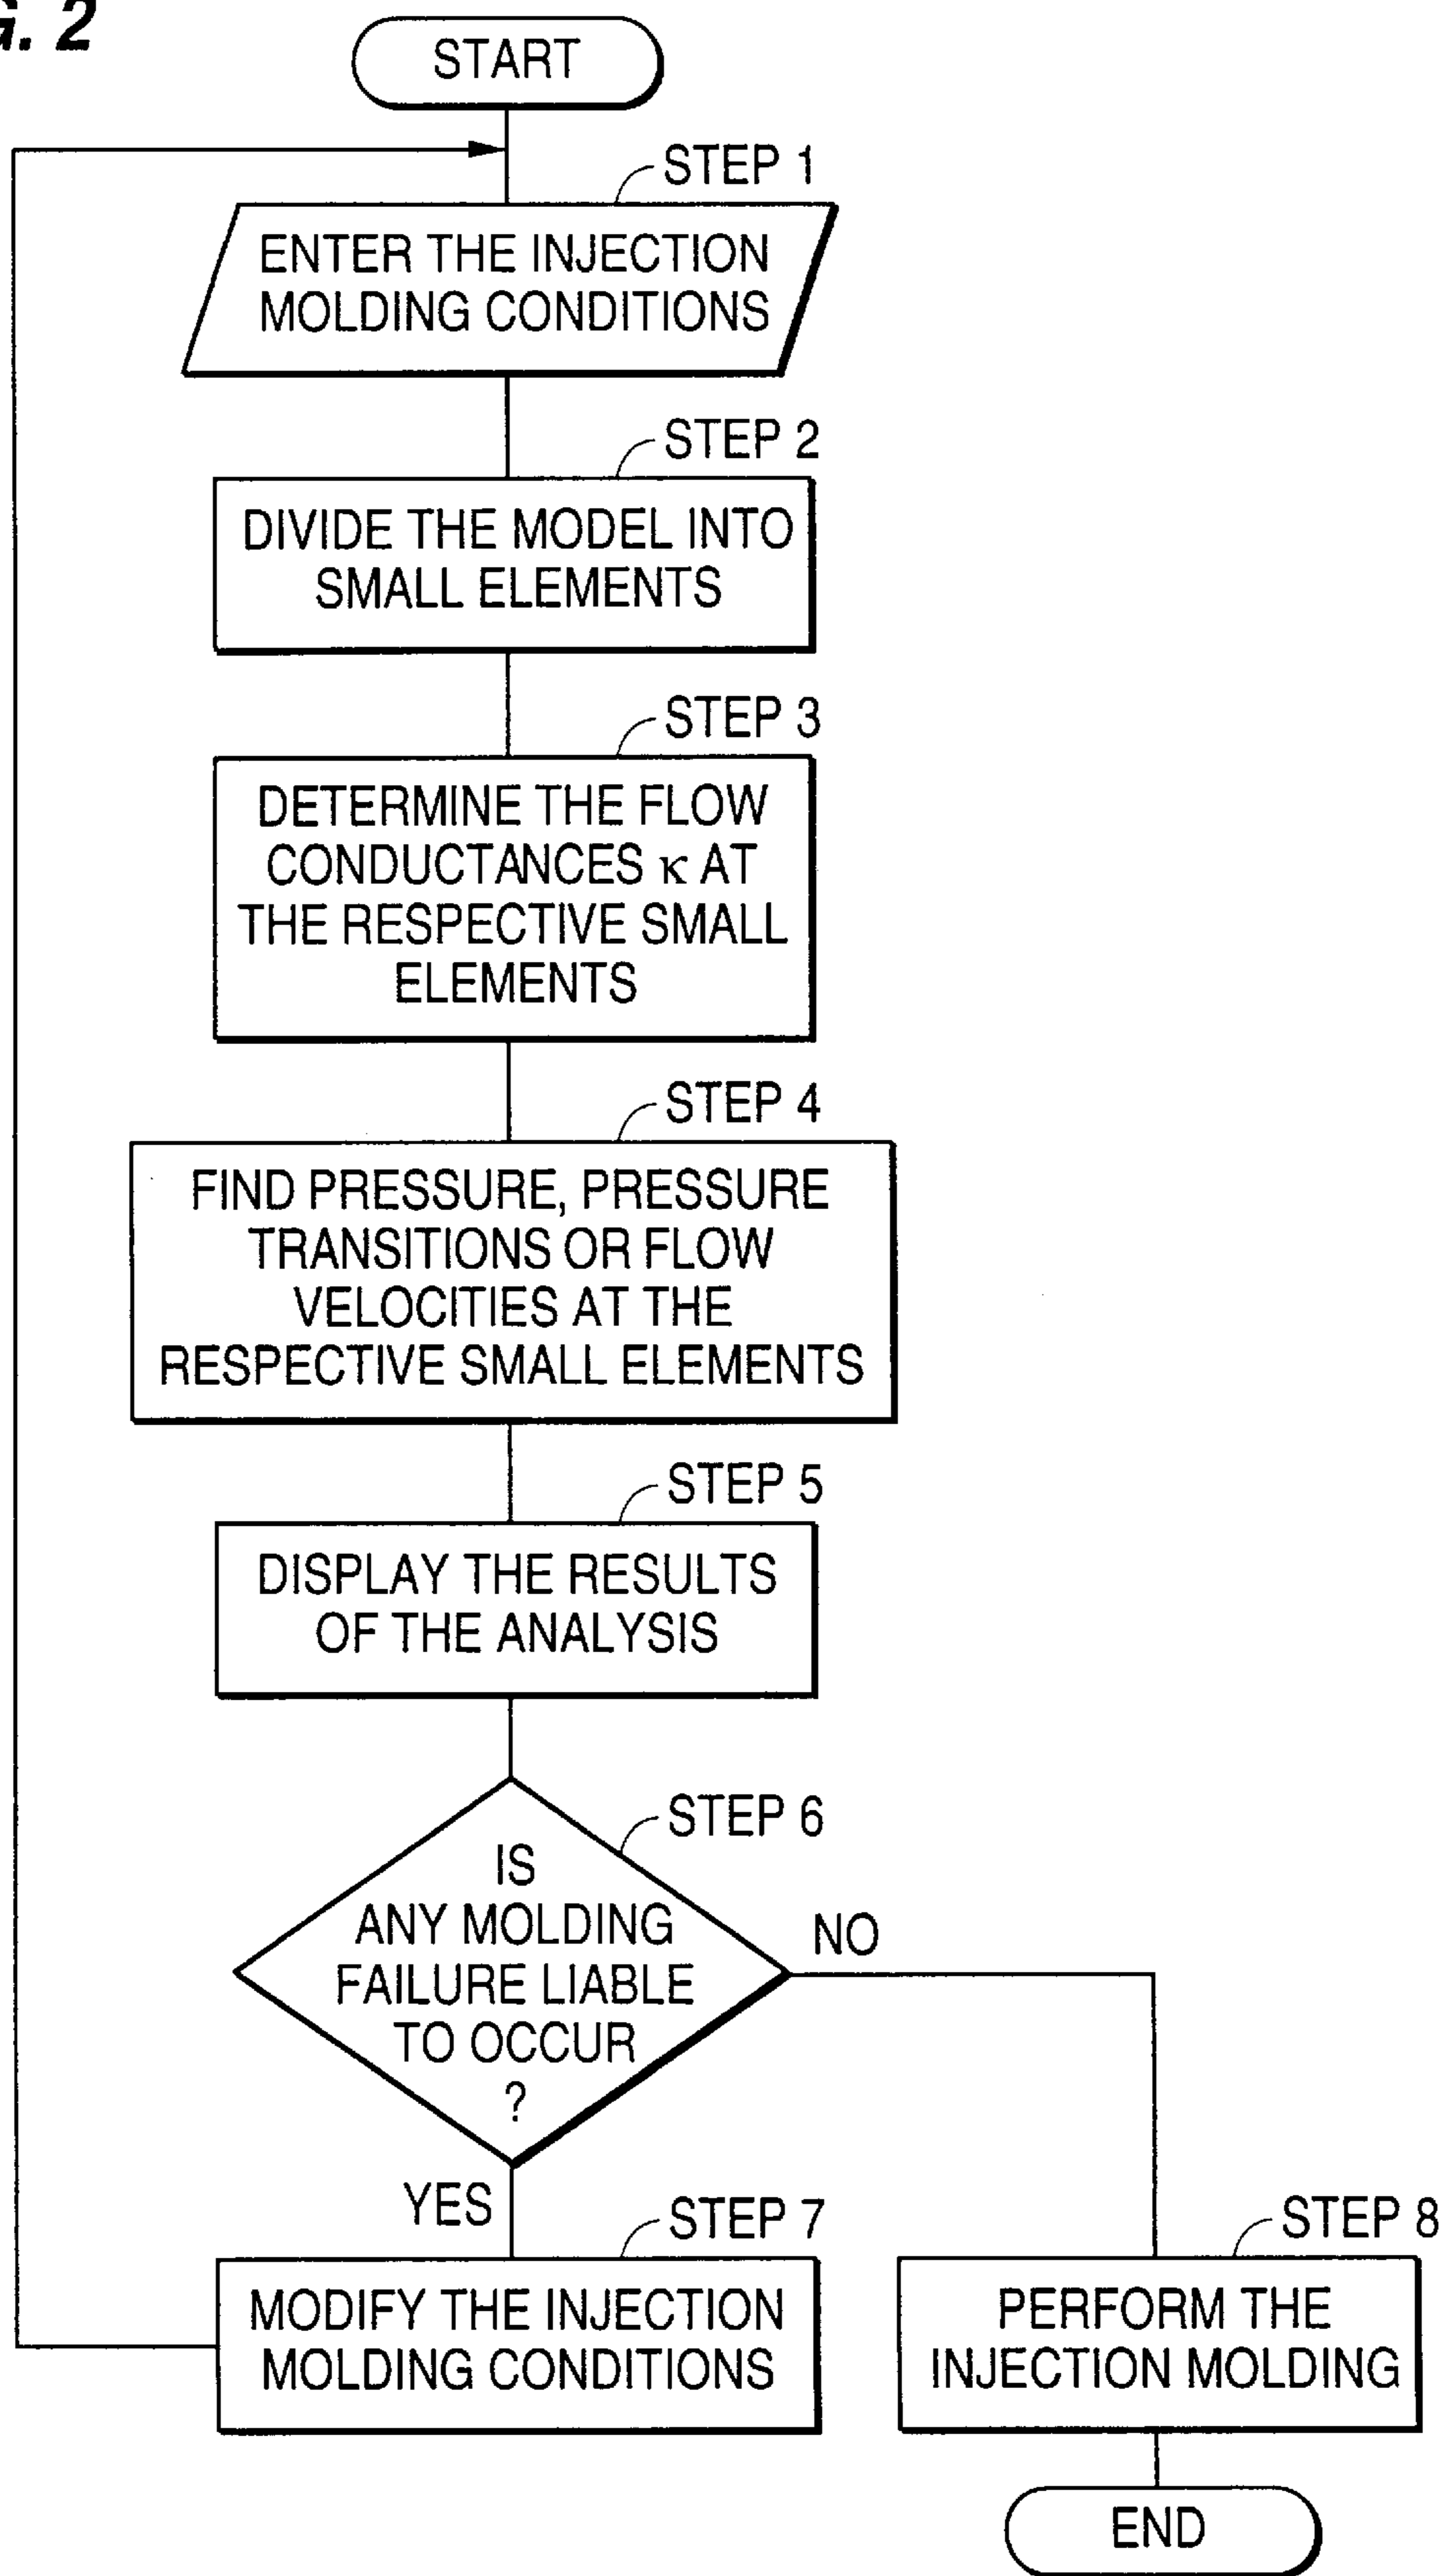 G. 2
START
STEP 1
ENTER THE INJECTION
MOLDING CONDITIONS
STEP 2
DIVIDE THE MODEL INTO
SMALL ELEMENTS
STEP 3
DETERMINE THE FLOW
CONDUCTANCES κ AT
THE RESPECTIVE SMALL
ELEMENTS
STEP 4
FIND PRESSURE, PRESSURE
TRANSITIONS OR FLOW
VELOCITIES AT THE
RESPECTIVE SMALL ELEMENTS
STEP 5
DISPLAY THE RESULTS
OF THE ANALYSIS
STEP 6
IS
ANY MOLDING
FAILURE LIABLE
TO OCCUR
?
NO
YES
STEP 7
MODIFY THE INJECTION
MOLDING CONDITIONS
STEP 8
PERFORM THE
INJECTION MOLDING
END